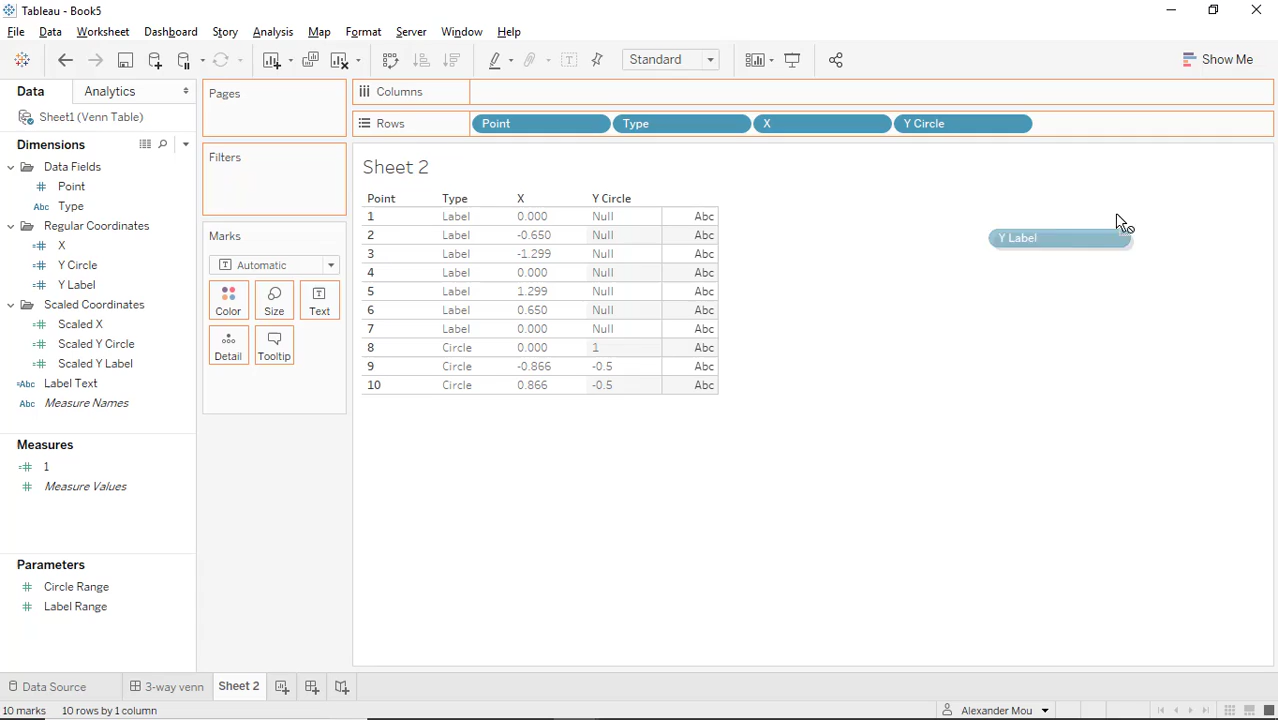 Tableau - Book5
File Data Worksheet Dashboard Story Analysis Map Format Server Window Help
Standard Show Me
Data Analytics
Sheet1 (Venn Table)
Dimensions
Data Fields
# Point
Abc Type
Regular Coordinates
# X
# Y Circle
# Y Label
Scaled Coordinates
=# Scaled X
=# Scaled Y Circle
=# Scaled Y Label
=Abc Label Text
Abc Measure Names
Measures
=# 1
# Measure Values
Parameters
# Circle Range
# Label Range
Pages
Filters
Marks
T Automatic
Color Size Text
Detail Tooltip
Columns
Rows Point Type X Y Circle
Sheet 2
Point Type X Y Circle
1 Label 0.000 Null Abc
2 Label -0.650 Null Abc
3 Label -1.299 Null Abc
4 Label 0.000 Null Abc
5 Label 1.299 Null Abc
6 Label 0.650 Null Abc
7 Label 0.000 Null Abc
8 Circle 0.000 1 Abc
9 Circle -0.866 -0.5 Abc
10 Circle 0.866 -0.5 Abc
Y Label
Data Source 3-way venn Sheet 2
10 marks 10 rows by 1 column Alexander Mou